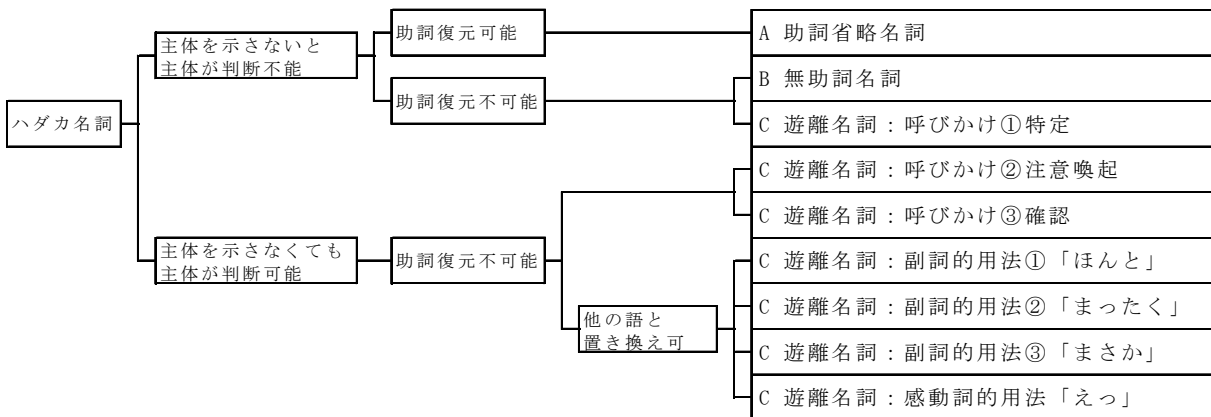 ハダカ名詞
主体を示さないと
主体が判断不能
助詞復元可能
助詞復元不可能
A 助詞省略名詞
B 無助詞名詞
C 遊離名詞：呼びかけ①特定
主体を示さなくても
主体が判断可能
助詞復元不可能
C 遊離名詞：呼びかけ②注意喚起
C 遊離名詞：呼びかけ③確認
他の語と
置き換え可
C 遊離名詞：副詞的用法①「ほんと」
C 遊離名詞：副詞的用法②「まったく」
C 遊離名詞：副詞的用法③「まさか」
C 遊離名詞：感動詞的用法「えっ」